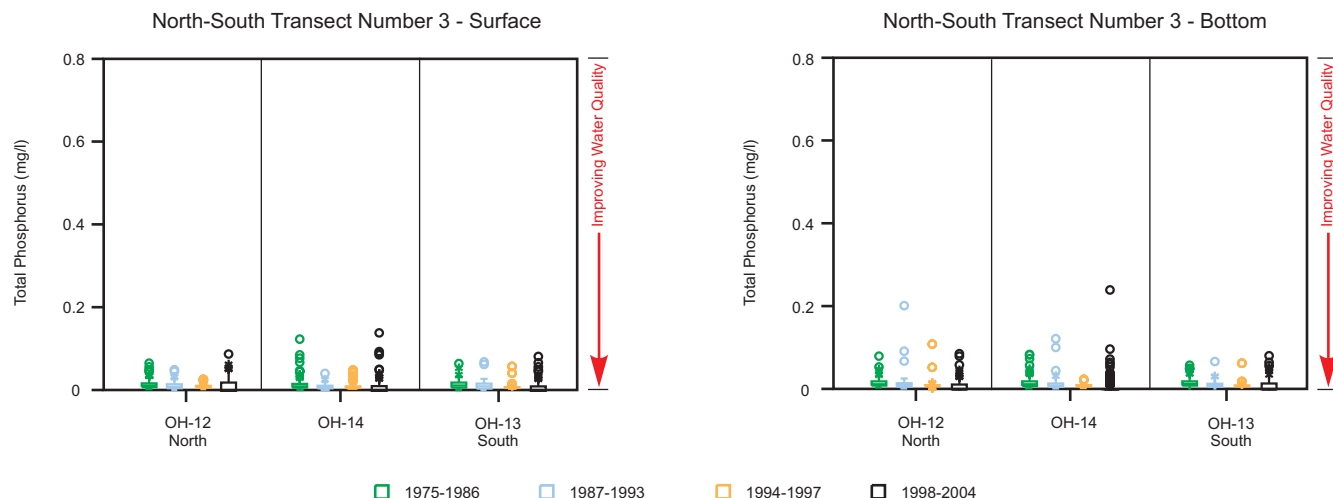 North-South Transect Number 3 - Surface
North-South Transect Number 3 - Bottom
Total Phosphorus (mg/l)
0.8
0.6
0.4
0.2
0
OH-12
North
OH-14
OH-13
South
Improving Water Quality
Total Phosphorus (mg/l)
0.8
0.6
0.4
0.2
0
OH-12
North
OH-14
OH-13
South
Improving Water Quality
1975-1986
1987-1993
1994-1997
1998-2004